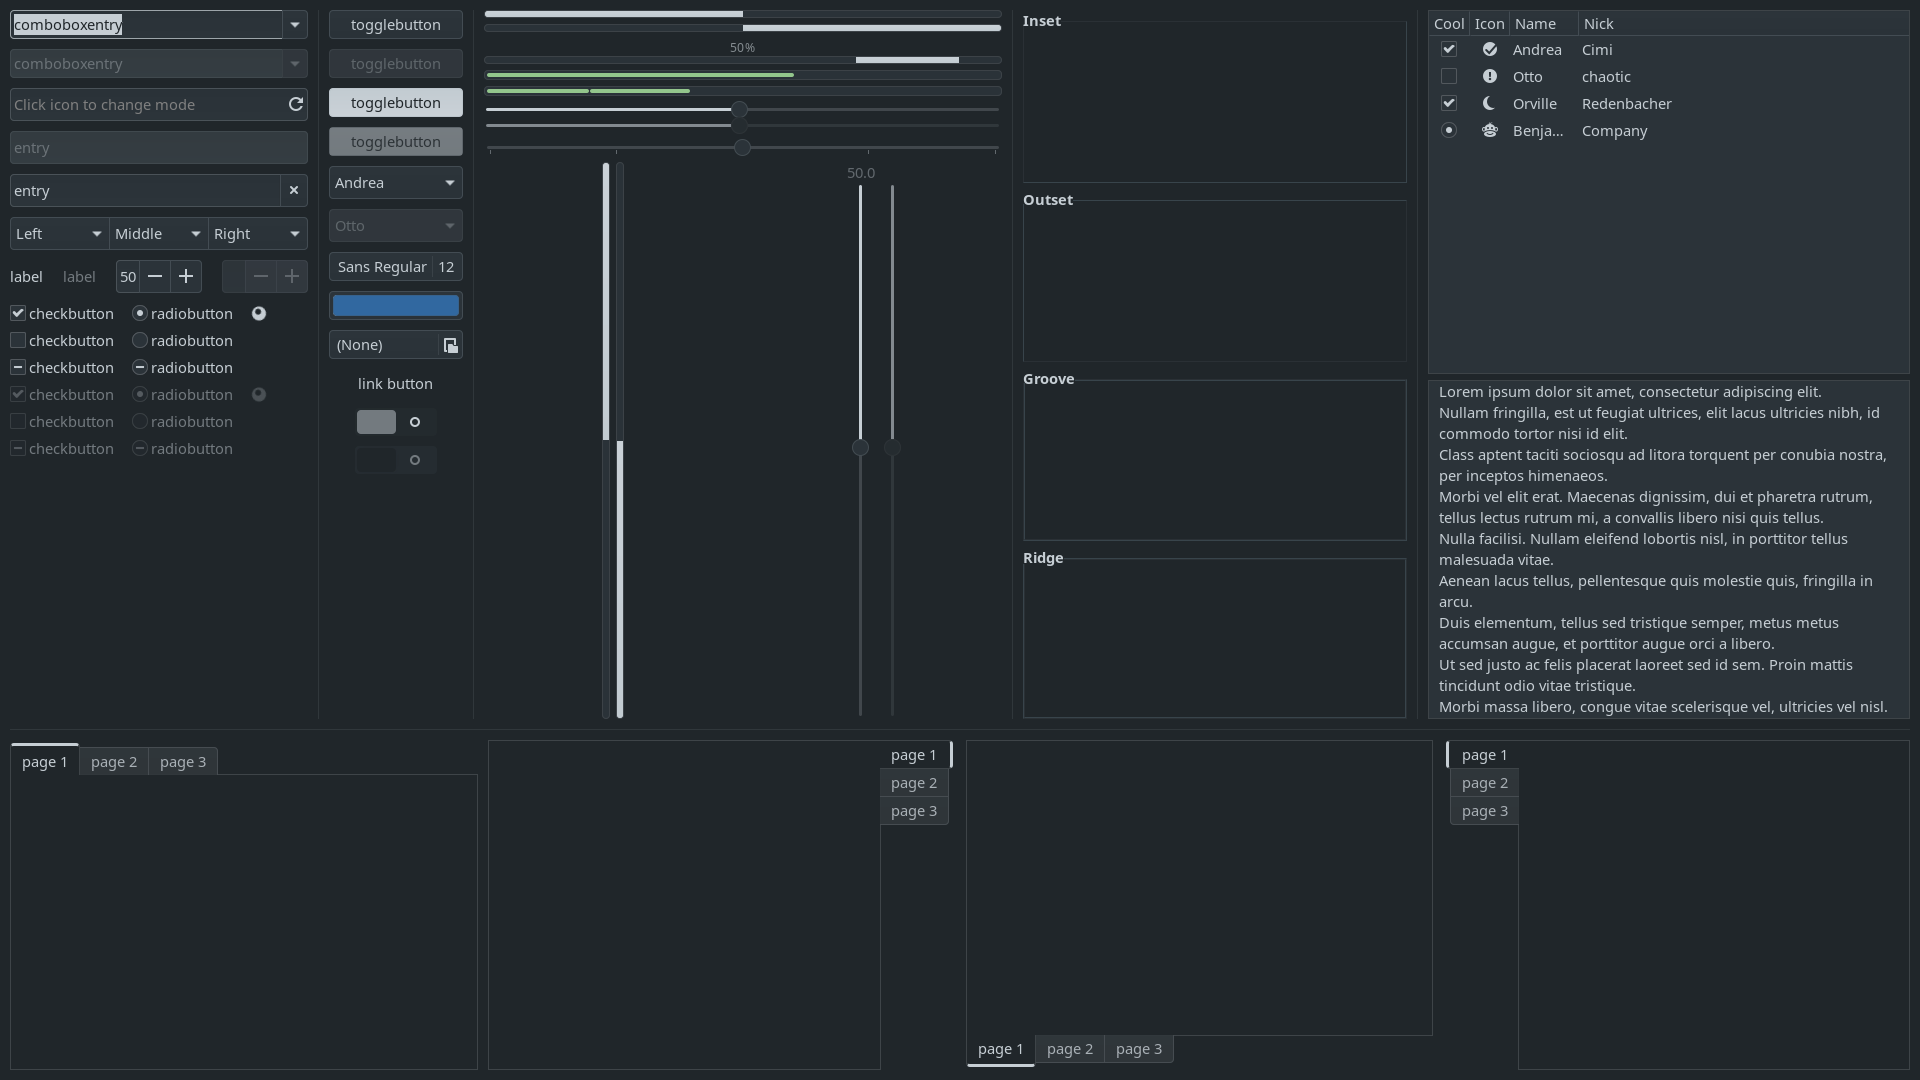 comboboxentry
comboboxentry
Click icon to change mode
entry
entry
Left Middle Right
label label 50
checkbutton radiobutton
checkbutton radiobutton
checkbutton radiobutton
checkbutton radiobutton
checkbutton radiobutton
checkbutton radiobutton
togglebutton
togglebutton
togglebutton
togglebutton
Andrea
Otto
Sans Regular 12
(None)
link button
50%
50.0
Inset
Outset
Groove
Ridge
Cool Icon Name Nick
Andrea Cimi
Otto chaotic
Orville Redenbacher
Benja... Company
Lorem ipsum dolor sit amet, consectetur adipiscing elit.
Nullam fringilla, est ut feugiat ultrices, elit lacus ultricies nibh, id
commodo tortor nisi id elit.
Class aptent taciti sociosqu ad litora torquent per conubia nostra,
per inceptos himenaeos.
Morbi vel elit erat. Maecenas dignissim, dui et pharetra rutrum,
tellus lectus rutrum mi, a convallis libero nisi quis tellus.
Nulla facilisi. Nullam eleifend lobortis nisl, in porttitor tellus
malesuada vitae.
Aenean lacus tellus, pellentesque quis molestie quis, fringilla in
arcu.
Duis elementum, tellus sed tristique semper, metus metus
accumsan augue, et porttitor augue orci a libero.
Ut sed justo ac felis placerat laoreet sed id sem. Proin mattis
tincidunt odio vitae tristique.
Morbi massa libero, congue vitae scelerisque vel, ultricies vel nisl.
page 1 page 2 page 3
page 1
page 2
page 3
page 1 page 2 page 3
page 1
page 2
page 3